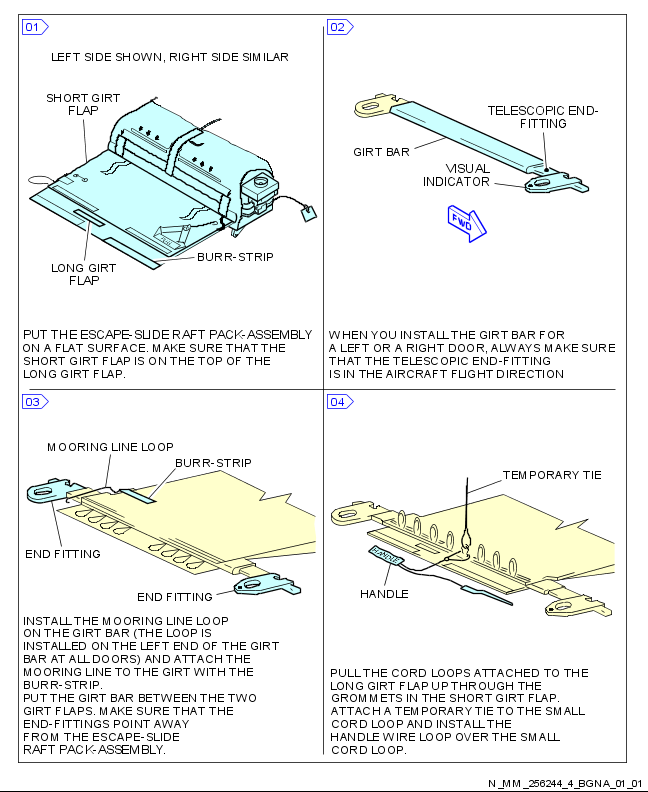 01
LEFT SIDE SHOWN, RIGHT SIDE SIMILAR
SHORT GIRT
FLAP
BURR-STRIP
LONG GIRT
FLAP
PUT THE ESCAPE-SLIDE RAFT PACK-ASSEMBLY
ON A FLAT SURFACE. MAKE SURE THAT THE
SHORT GIRT FLAP IS ON THE TOP OF THE
LONG GIRT FLAP.
02
TELESCOPIC END-
FITTING
GIRT BAR
VISUAL
INDICATOR
FWD
WHEN YOU INSTALL THE GIRT BAR FOR
A LEFT OR A RIGHT DOOR, ALWAYS MAKE SURE
THAT THE TELESCOPIC END-FITTING
IS IN THE AIRCRAFT FLIGHT DIRECTION
03
MOORING LINE LOOP
BURR-STRIP
END FITTING
END FITTING
INSTALL THE MOORING LINE LOOP
ON THE GIRT BAR (THE LOOP IS
INSTALLED ON THE LEFT END OF THE GIRT
BAR AT ALL DOORS) AND ATTACH THE
MOORING LINE TO THE GIRT WITH THE
BURR-STRIP.
PUT THE GIRT BAR BETWEEN THE TWO
GIRT FLAPS. MAKE SURE THAT THE
END-FITTINGS POINT AWAY
FROM THE ESCAPE-SLIDE
RAFT PACK-ASSEMBLY.
04
TEMPORARY TIE
HANDLE
HANDLE
PULL THE CORD LOOPS ATTACHED TO THE
LONG GIRT FLAP UP THROUGH THE
GROMMETS IN THE SHORT GIRT FLAP.
ATTACH A TEMPORARY TIE TO THE SMALL
CORD LOOP AND INSTALL THE
HANDLE WIRE LOOP OVER THE SMALL
CORD LOOP.
N_MM_256244_4_BGNA_01_01